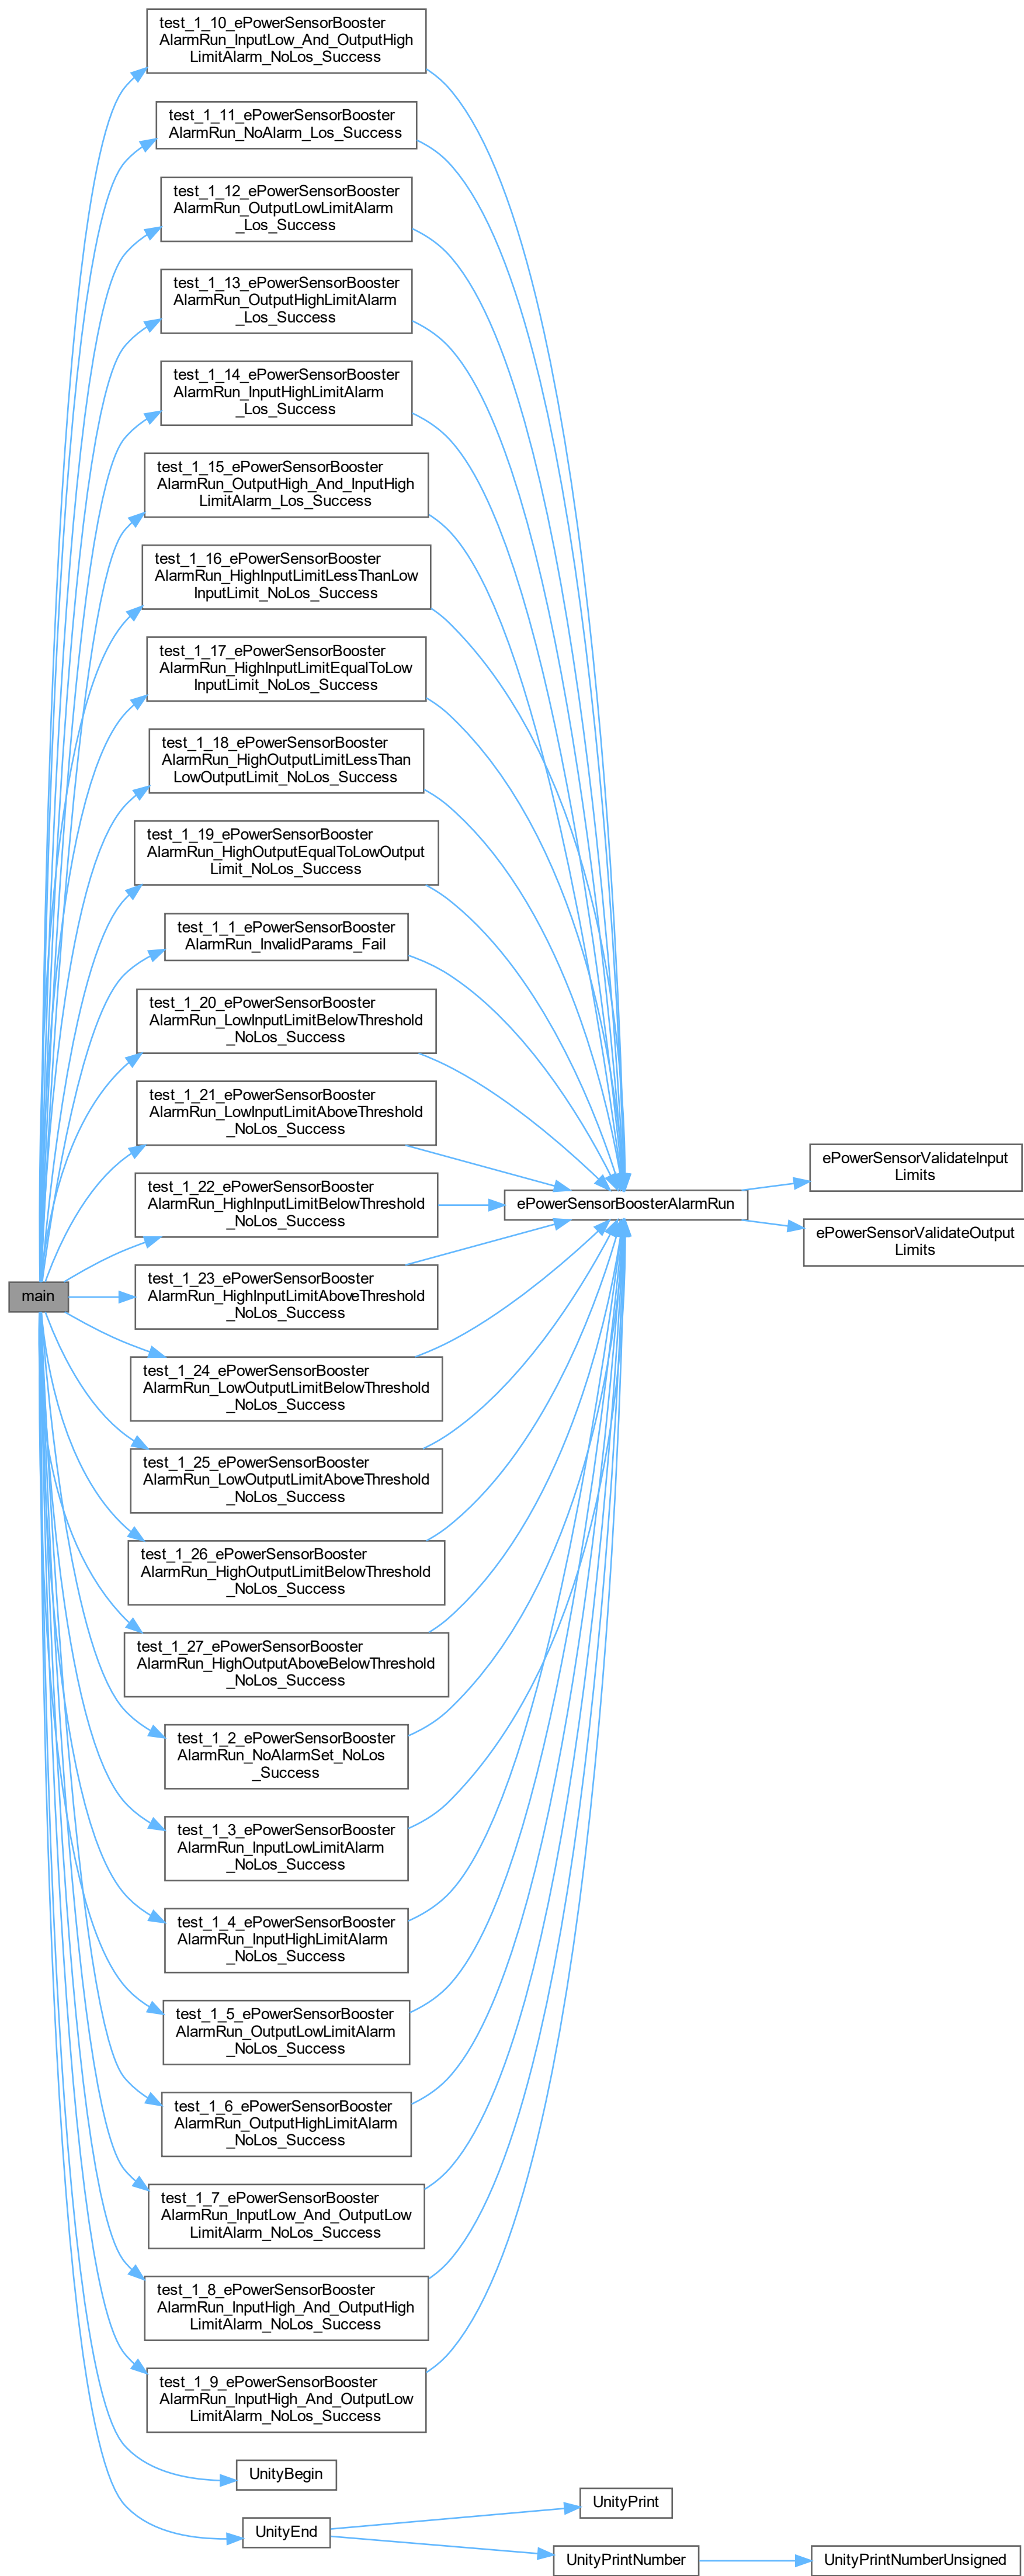 test_1_10_ePowerSensorBooster
AlarmRun_InputLow_And_OutputHigh
LimitAlarm_NoLos_Success
test_1_11_ePowerSensorBooster
AlarmRun_NoAlarm_Los_Success
test_1_12_ePowerSensorBooster
AlarmRun_OutputLowLimitAlarm
_Los_Success
test_1_13_ePowerSensorBooster
AlarmRun_OutputHighLimitAlarm
_Los_Success
test_1_14_ePowerSensorBooster
AlarmRun_InputHighLimitAlarm
_Los_Success
test_1_15_ePowerSensorBooster
AlarmRun_OutputHigh_And_InputHigh
LimitAlarm_Los_Success
test_1_16_ePowerSensorBooster
AlarmRun_HighInputLimitLessThanLow
InputLimit_NoLos_Success
test_1_17_ePowerSensorBooster
AlarmRun_HighInputLimitEqualToLow
InputLimit_NoLos_Success
test_1_18_ePowerSensorBooster
AlarmRun_HighOutputLimitLessThan
LowOutputLimit_NoLos_Success
test_1_19_ePowerSensorBooster
AlarmRun_HighOutputEqualToLowOutput
Limit_NoLos_Success
test_1_1_ePowerSensorBooster
AlarmRun_InvalidParams_Fail
test_1_20_ePowerSensorBooster
AlarmRun_LowInputLimitBelowThreshold
_NoLos_Success
test_1_21_ePowerSensorBooster
AlarmRun_LowInputLimitAboveThreshold
_NoLos_Success
test_1_22_ePowerSensorBooster
AlarmRun_HighInputLimitBelowThreshold
_NoLos_Success
ePowerSensorBoosterAlarmRun
ePowerSensorValidateInput
Limits
ePowerSensorValidateOutput
Limits
main
test_1_23_ePowerSensorBooster
AlarmRun_HighInputLimitAboveThreshold
_NoLos_Success
test_1_24_ePowerSensorBooster
AlarmRun_LowOutputLimitBelowThreshold
_NoLos_Success
test_1_25_ePowerSensorBooster
AlarmRun_LowOutputLimitAboveThreshold
_NoLos_Success
test_1_26_ePowerSensorBooster
AlarmRun_HighOutputLimitBelowThreshold
_NoLos_Success
test_1_27_ePowerSensorBooster
AlarmRun_HighOutputAboveBelowThreshold
_NoLos_Success
test_1_2_ePowerSensorBooster
AlarmRun_NoAlarmSet_NoLos
_Success
test_1_3_ePowerSensorBooster
AlarmRun_InputLowLimitAlarm
_NoLos_Success
test_1_4_ePowerSensorBooster
AlarmRun_InputHighLimitAlarm
_NoLos_Success
test_1_5_ePowerSensorBooster
AlarmRun_OutputLowLimitAlarm
_NoLos_Success
test_1_6_ePowerSensorBooster
AlarmRun_OutputHighLimitAlarm
_NoLos_Success
test_1_7_ePowerSensorBooster
AlarmRun_InputLow_And_OutputLow
LimitAlarm_NoLos_Success
test_1_8_ePowerSensorBooster
AlarmRun_InputHigh_And_OutputHigh
LimitAlarm_NoLos_Success
test_1_9_ePowerSensorBooster
AlarmRun_InputHigh_And_OutputLow
LimitAlarm_NoLos_Success
UnityBegin
UnityEnd
UnityPrint
UnityPrintNumber
UnityPrintNumberUnsigned